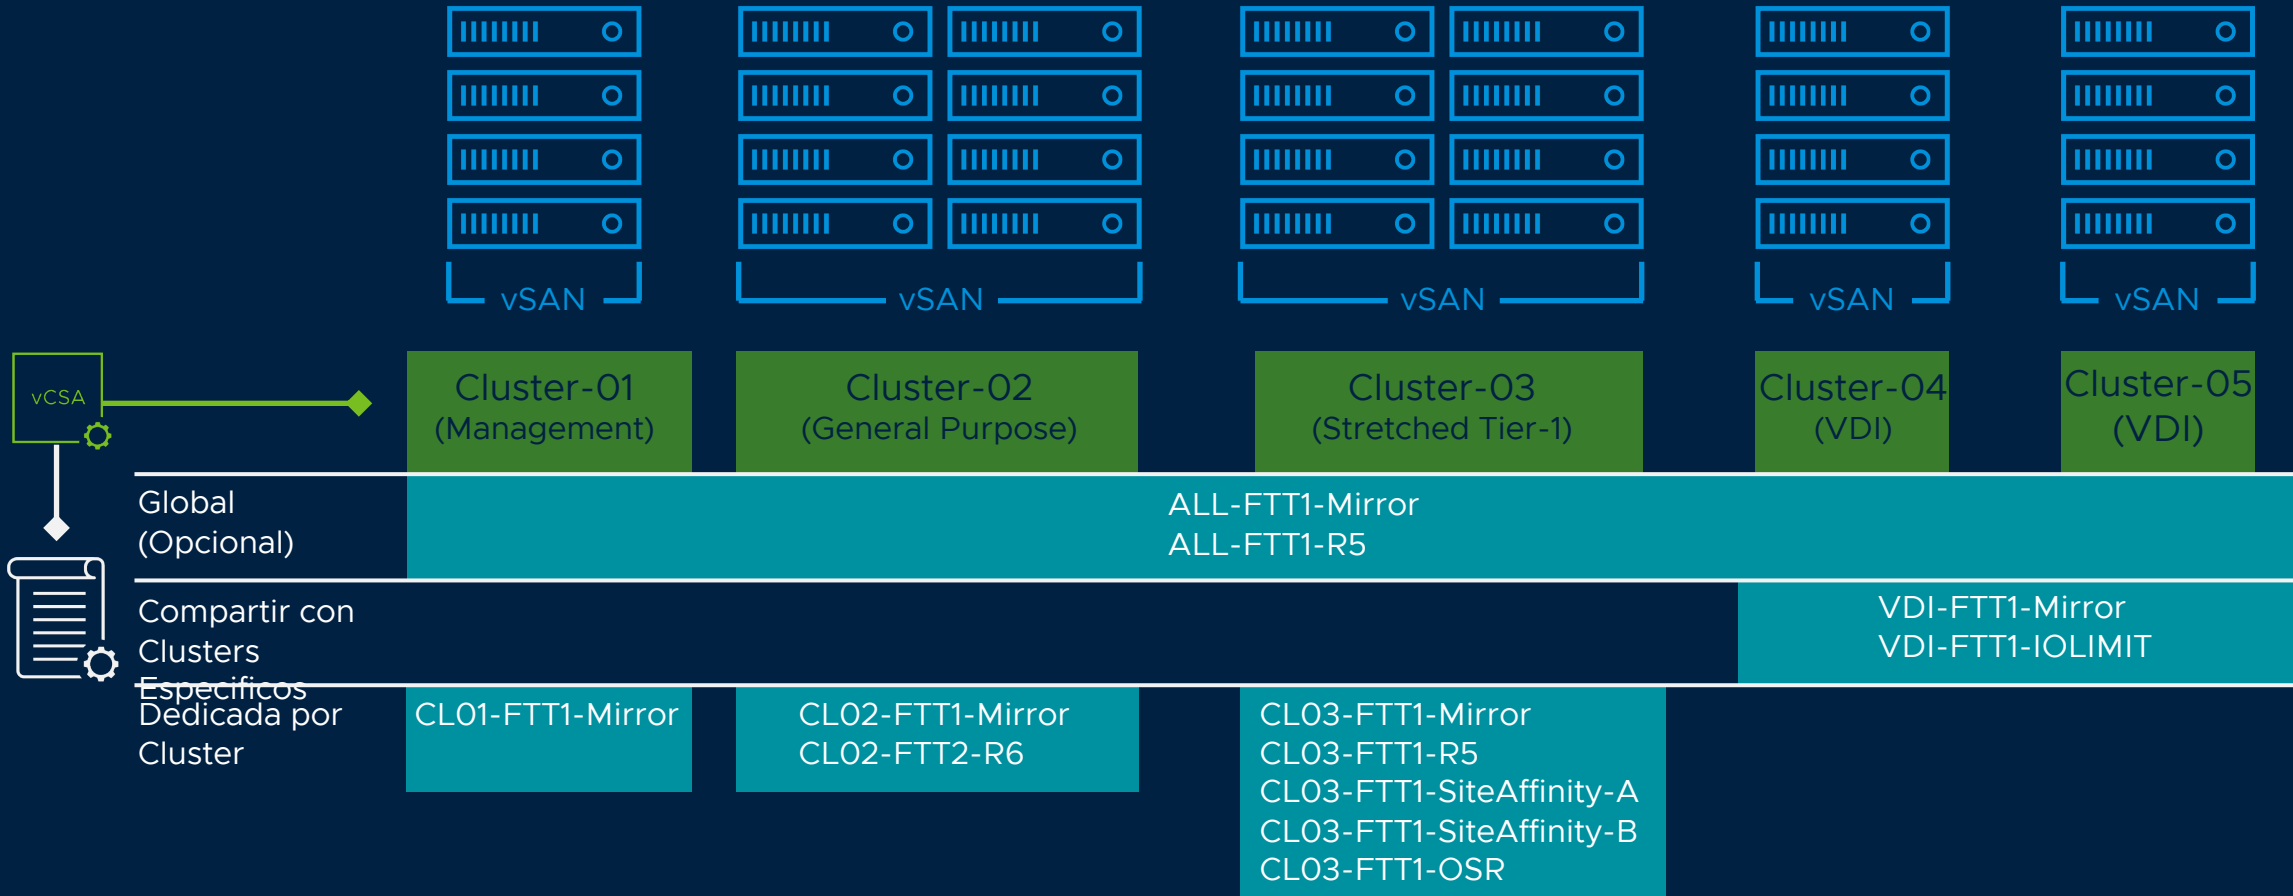 vSAN
vSAN
vSAN
vSAN
vSAN
vCSA
Cluster-01
(Management)
Cluster-02
(General Purpose)
Cluster-03
(Stretched Tier-1)
Cluster-04
(VDI)
Cluster-05
(VDI)
Global
(Opcional)
ALL-FTT1-Mirror
ALL-FTT1-R5
Compartir con
Clusters
Especificos
VDI-FTT1-Mirror
VDI-FTT1-IOLIMIT
Dedicada por
Cluster
CL01-FTT1-Mirror
CL02-FTT1-Mirror
CL02-FTT2-R6
CL03-FTT1-Mirror
CL03-FTT1-R5
CL03-FTT1-SiteAffinity-A
CL03-FTT1-SiteAffinity-B
CL03-FTT1-OSR